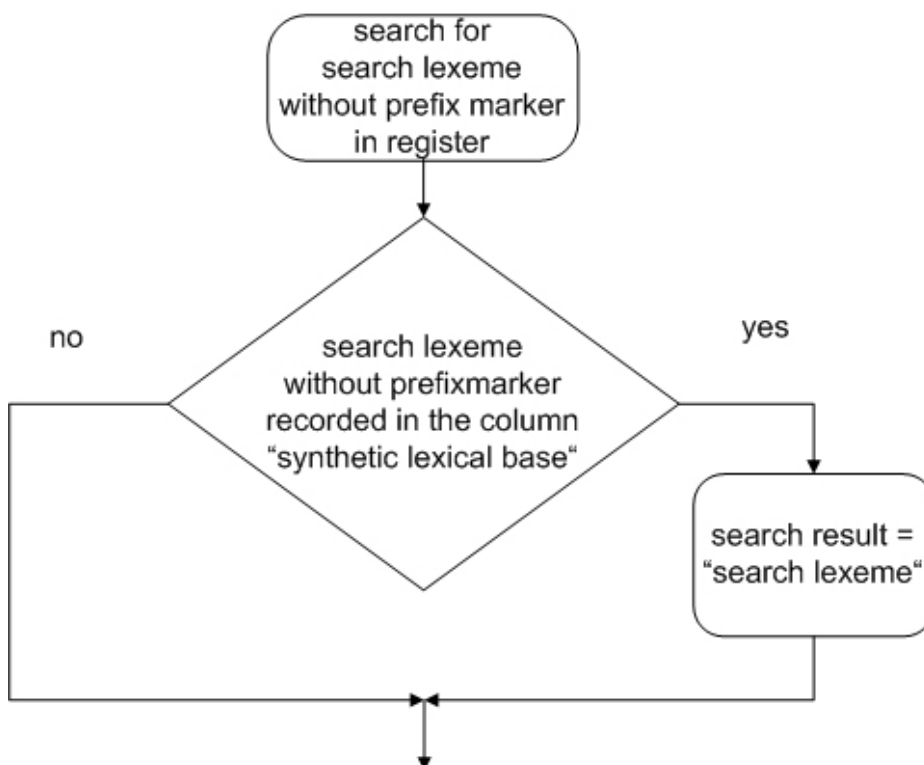 search for
search lexeme
without prefix marker
in register
no
yes
search lexeme
without prefixmarker
recorded in the column
“synthetic lexical base“
search result =
“search lexeme“